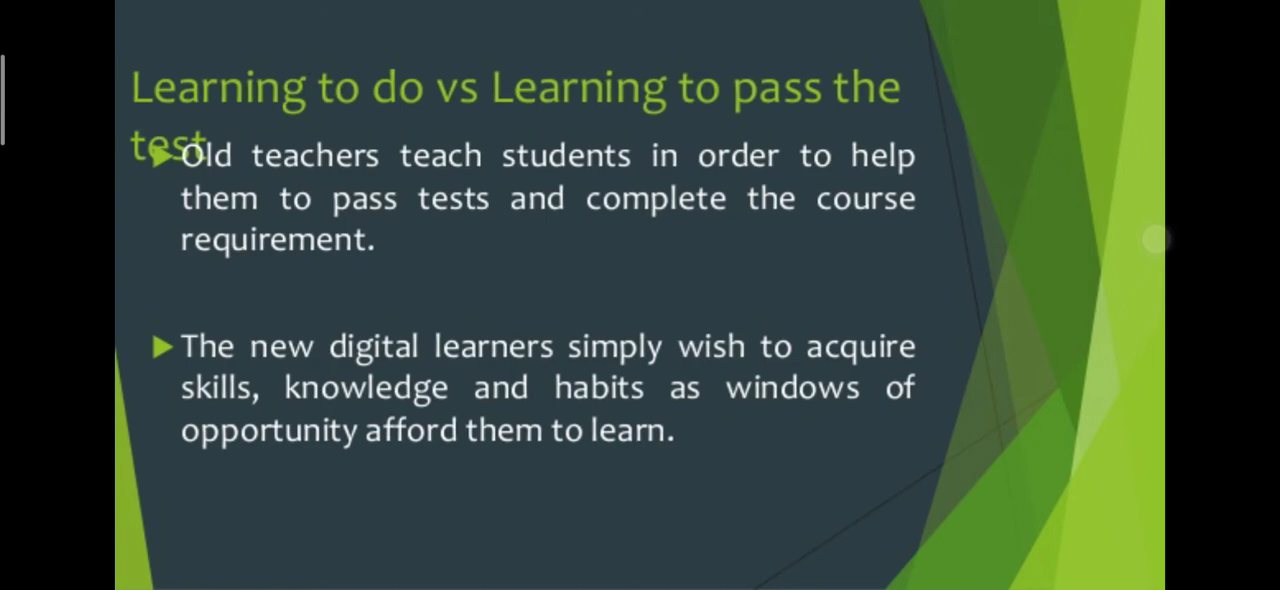 Learning to do vs Learning to pass the
test
Old teachers teach students in order to help
them to pass tests and complete the course
requirement.
The new digital learners simply wish to acquire
skills, knowledge and habits as windows of
opportunity afford them to learn.